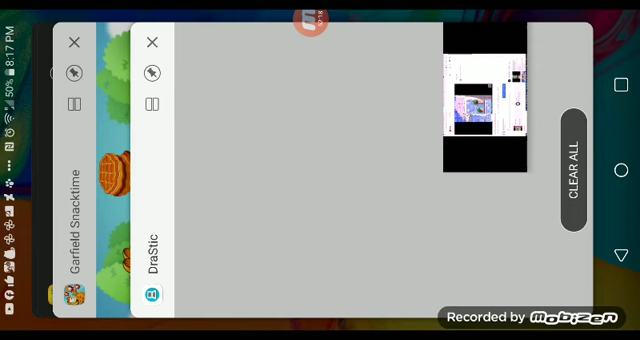 8:17 PM
50%
Garfield Snacktime
DraStic
CLEAR ALL
Recorded by mobizen